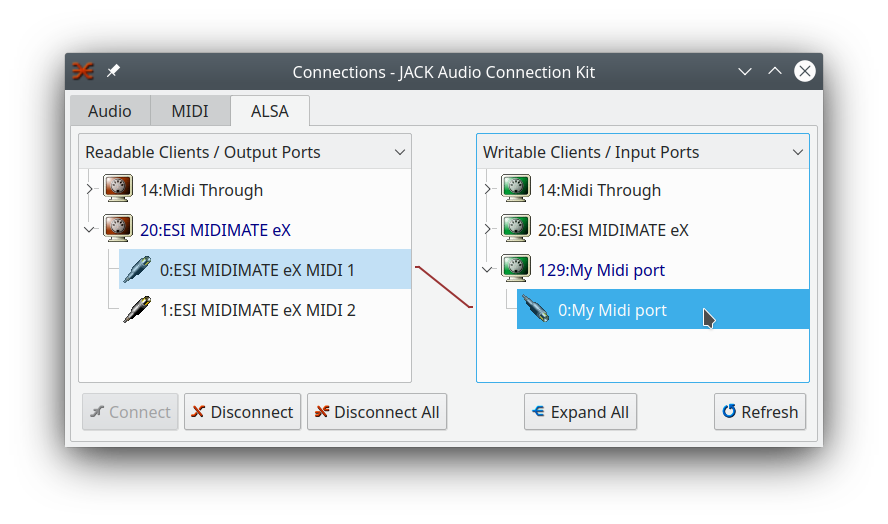 Connections - JACK Audio Connection Kit
Audio MIDI ALSA
Readable Clients / Output Ports
14:Midi Through
20:ESI MIDIMATE eX
0:ESI MIDIMATE eX MIDI 1
1:ESI MIDIMATE eX MIDI 2
Writable Clients / Input Ports
14:Midi Through
20:ESI MIDIMATE eX
129:My Midi port
0:My Midi port
Connect Disconnect Disconnect All Expand All Refresh